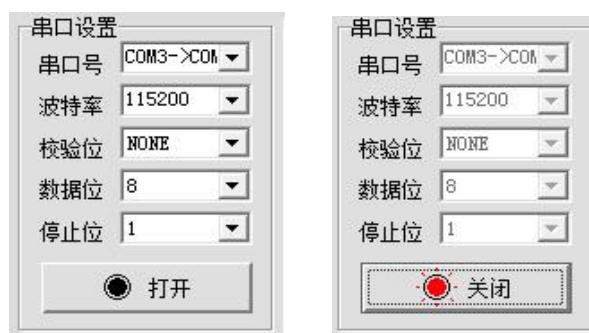 串口设置
串口号 COM3->COM
波特率 115200
校验位 NONE
数据位 8
停止位 1
打开
串口设置
串口号 COM3->COM
波特率 115200
校验位 NONE
数据位 8
停止位 1
关闭